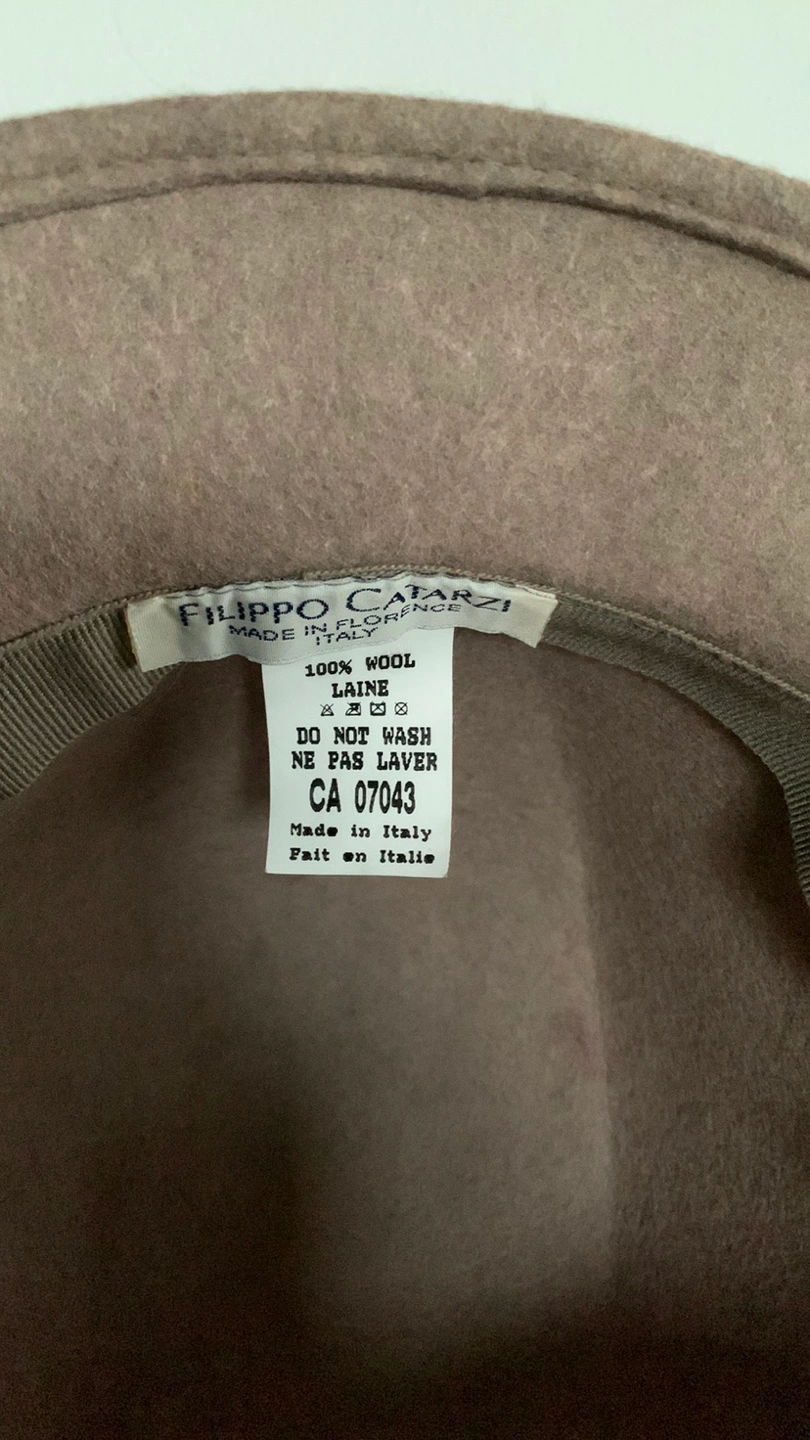 FILIPPO CATARZI
MADE IN FLORENCE
ITALY
100% WOOL
LAINE
DO NOT WASH
NE PAS LAVER
CA 07043
Made in Italy
Fait en Italie